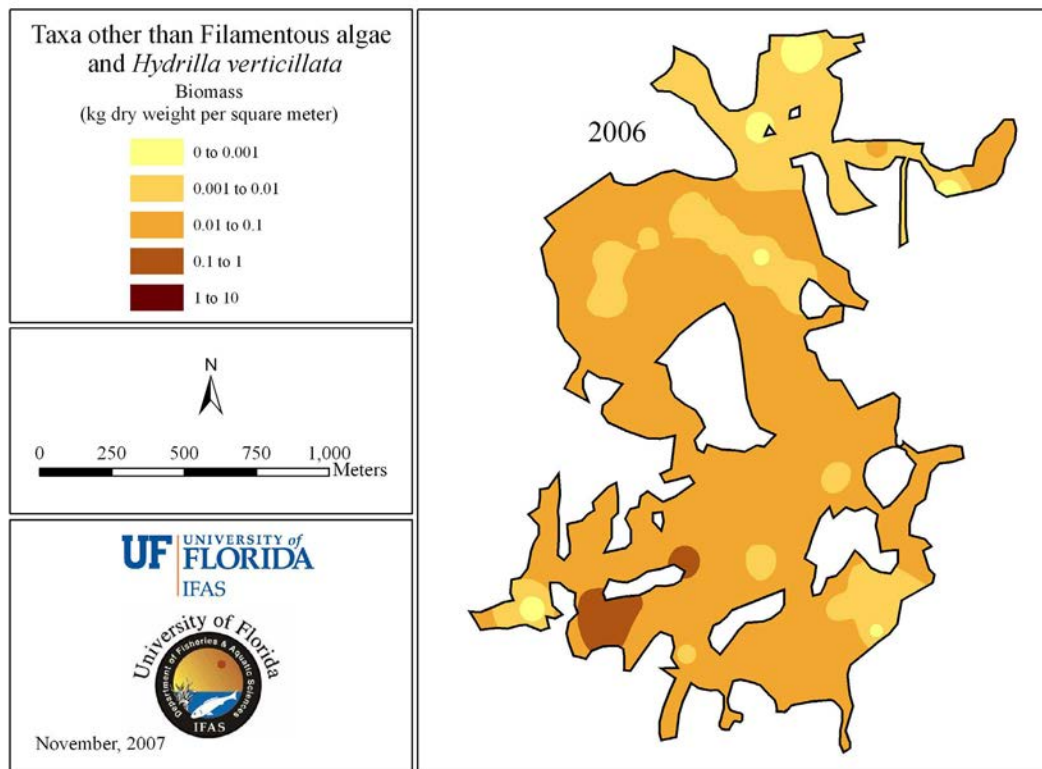 Taxa other than Filamentous algae
and Hydrilla verticillata
Biomass
(kg dry weight per square meter)
0 to 0.001
0.001 to 0.01
0.01 to 0.1
0.1 to 1
1 to 10
N
0 250 500 750 1,000
Meters
UF UNIVERSITY of
FLORIDA
IFAS
University of Florida
Department of Fisheries & Aquatic Sciences
IFAS
November, 2007
2006